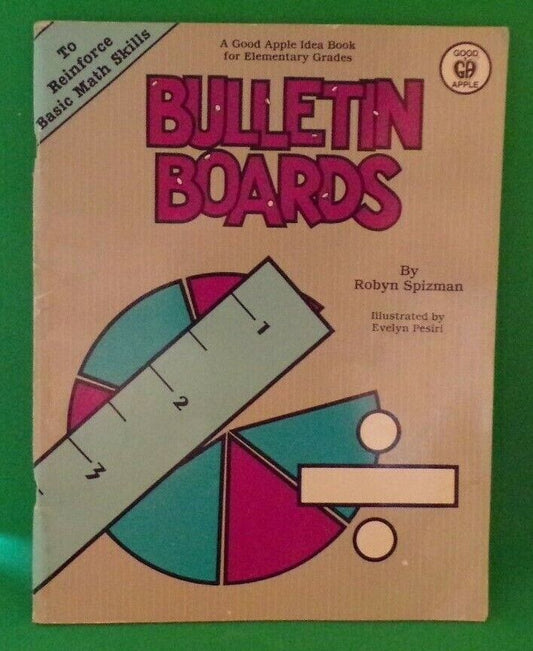 To
Reinforce
Basic Math Skills
A Good Apple Idea Book
for Elementary Grades
GOOD
GA
APPLE
BULLETIN
BOARDS
By
Robyn Spizman
Illustrated by
Evelyn Pesiri
1
2
3